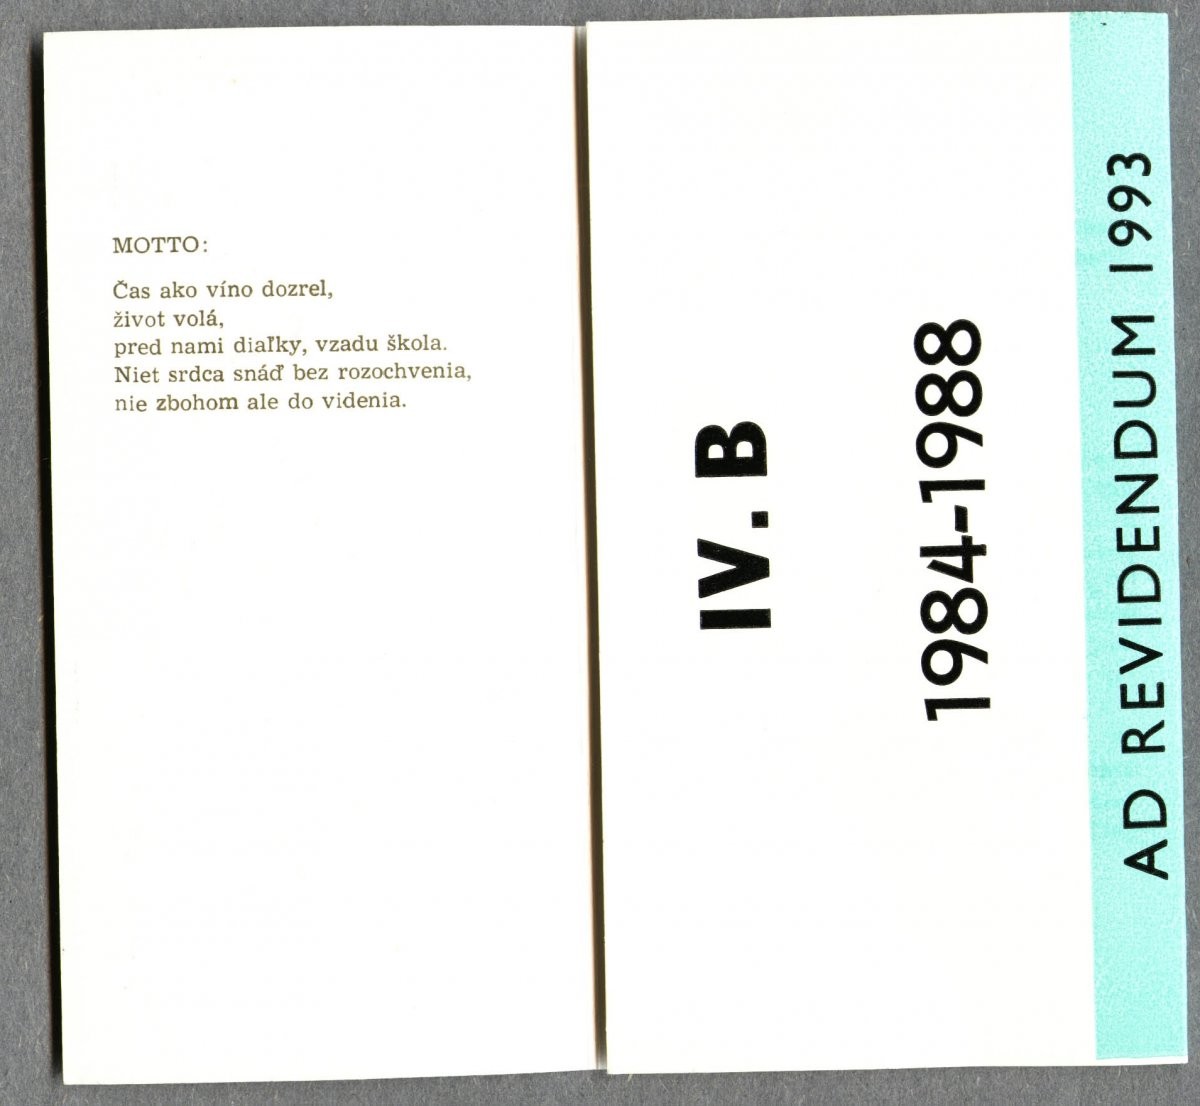 MOTTO:
Čas ako víno dozrel,
život volá,
pred nami diaľky, vzadu škola.
Niet srdca snáď bez rozochvenia,
nie zbohom ale do videnia.
IV. B
1984-1988
AD REVIDENDUM 1993